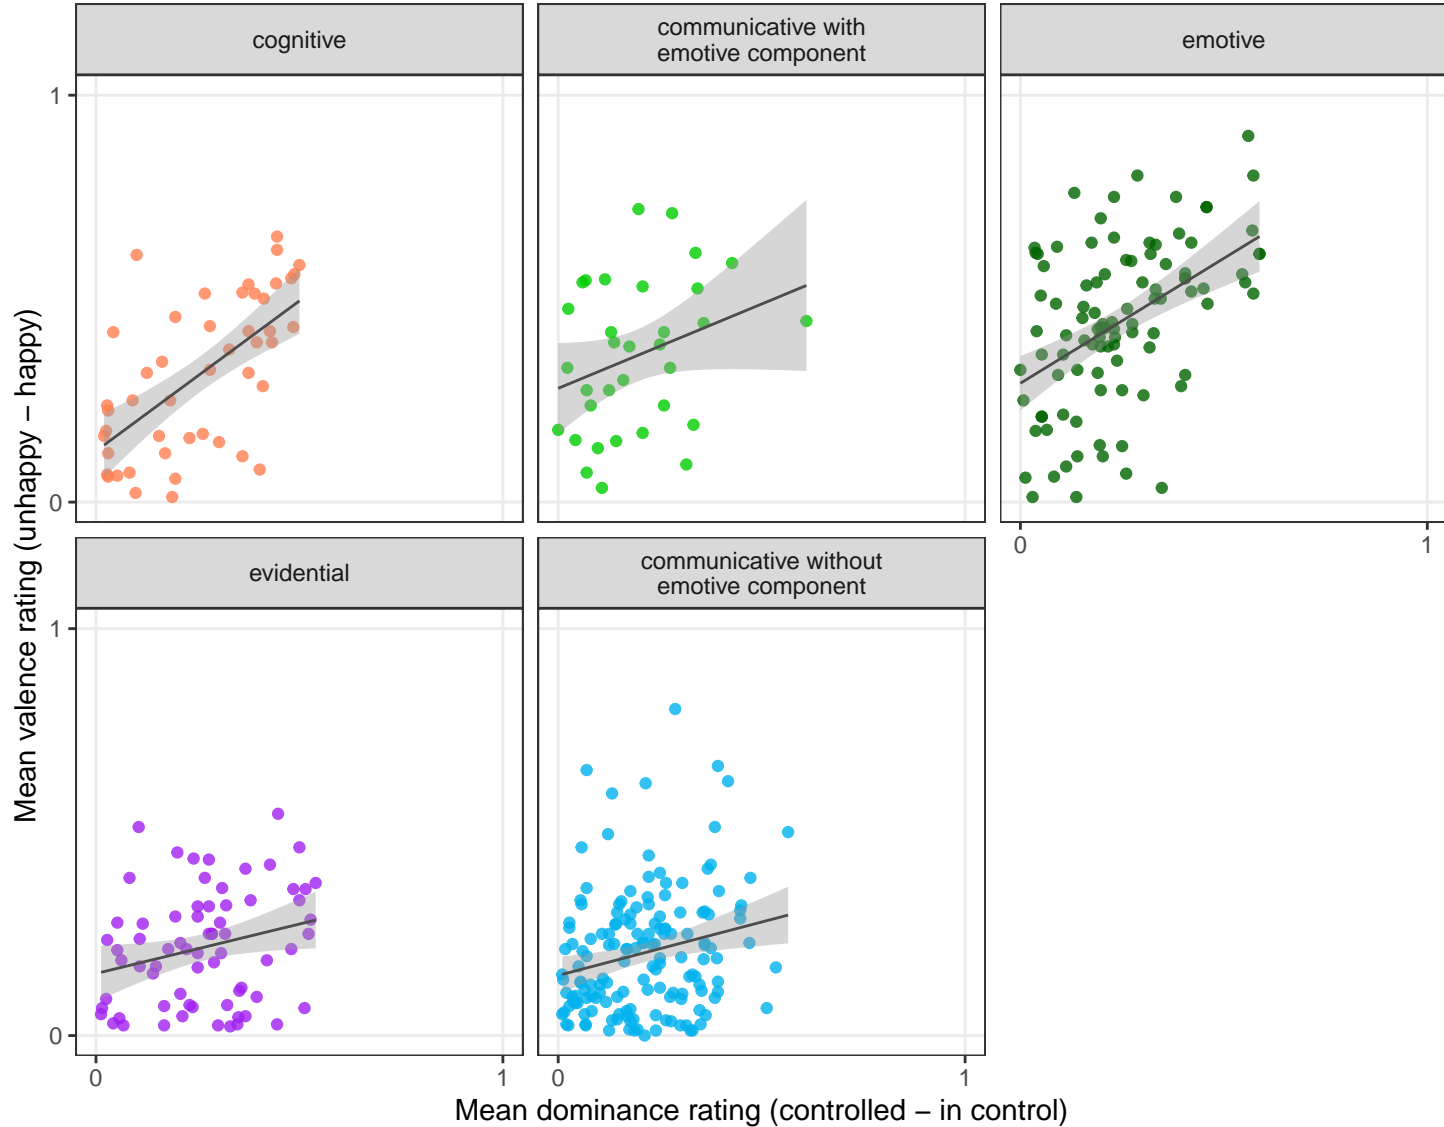 cognitive
communicative with
emotive component
emotive
1
0
0
1
evidential
communicative without
emotive component
1
0
0
1
0
1
Mean valence rating (unhappy − happy)
Mean dominance rating (controlled − in control)